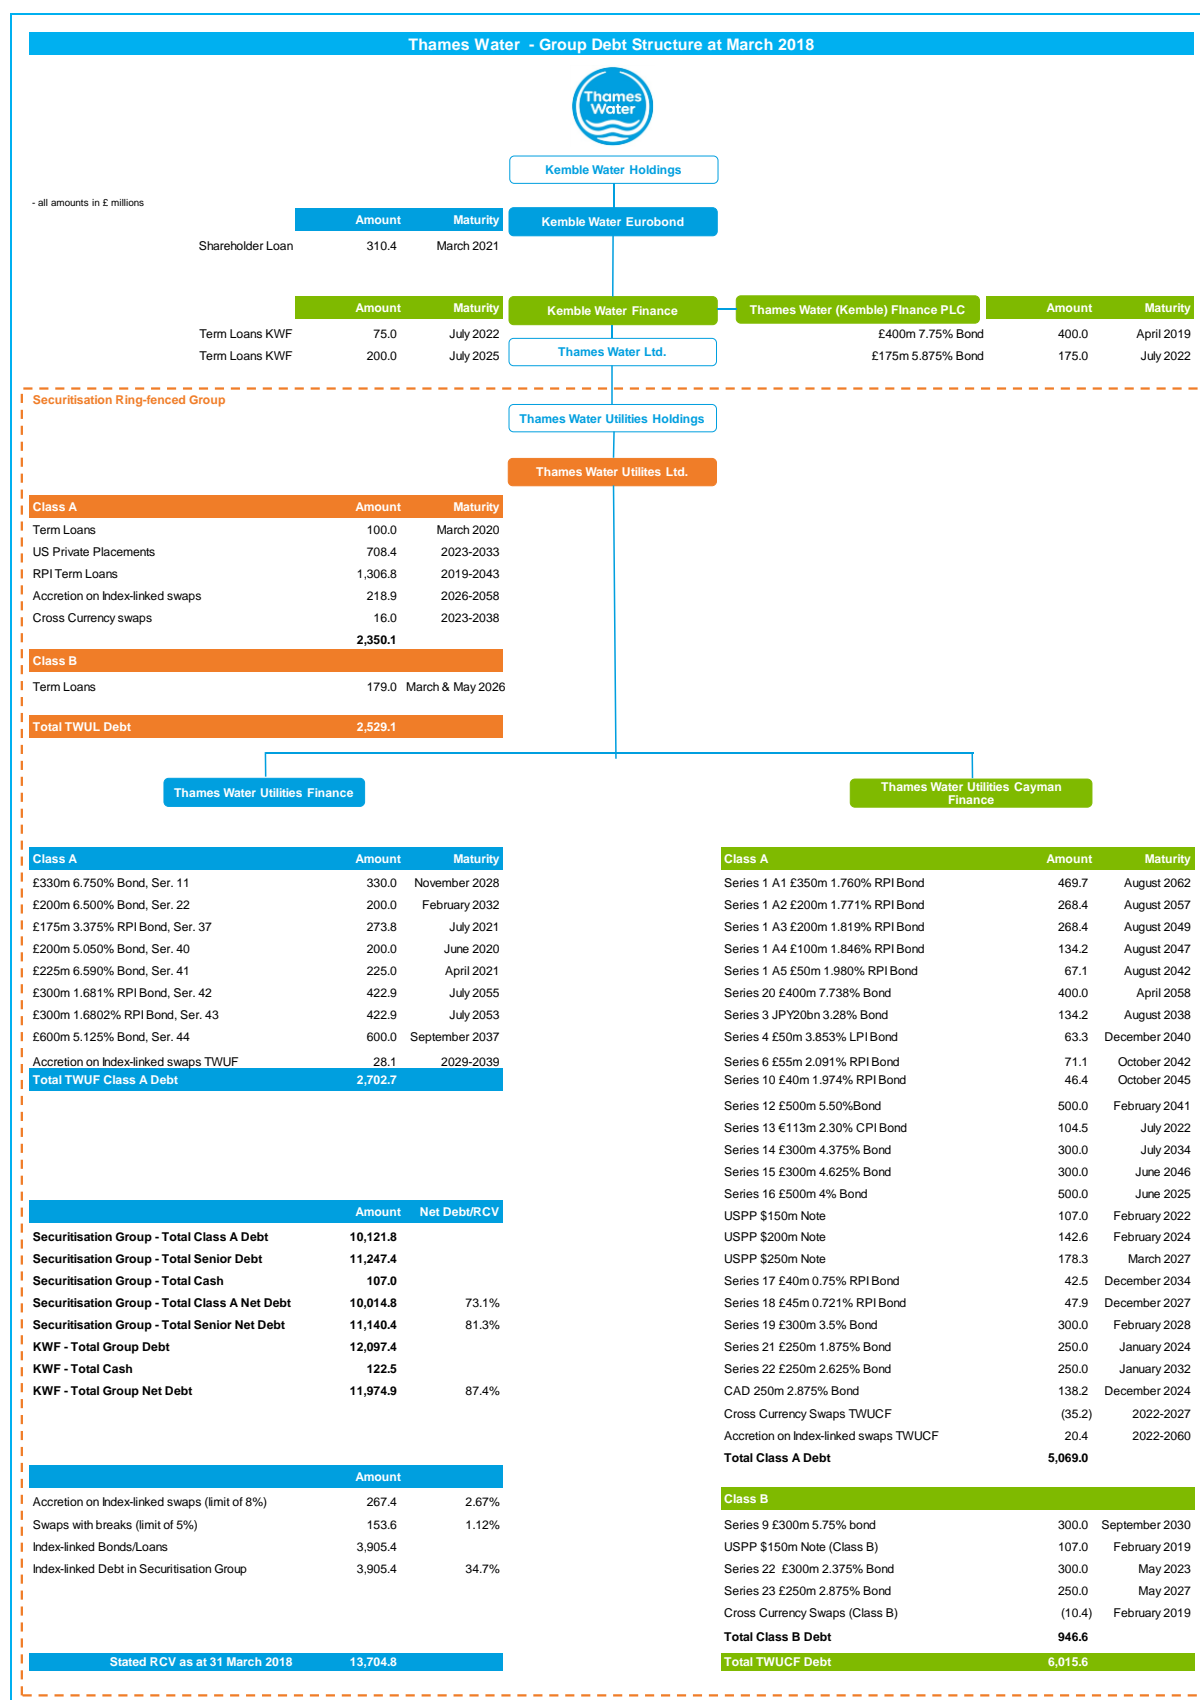 Thames Water - Group Debt Structure at March 2018
Thames
Water
Kemble Water Holdings
- all amounts in £ millions
Amount Maturity Kemble Water Eurobond
Shareholder Loan 310.4 March 2021
Amount Maturity Kemble Water Finance Thames Water (Kemble) FInance PLC Amount Maturity
Term Loans KWF 75.0 July 2022 £400m 7.75% Bond 400.0 April 2019
Term Loans KWF 200.0 July 2025 Thames Water Ltd. £175m 5.875% Bond 175.0 July 2022
Securitisation Ring-fenced Group
Thames Water Utilities Holdings
Thames Water Utilites Ltd.
Class A Amount Maturity
Term Loans 100.0 March 2020
US Private Placements 708.4 2023-2033
RPI Term Loans 1,306.8 2019-2043
Accretion on Index-linked swaps 218.9 2026-2058
Cross Currency swaps 16.0 2023-2038
2,350.1
Class B
Term Loans 179.0 March & May 2026
Total TWUL Debt 2,529.1
Thames Water Utilities Finance
Class A Amount Maturity
£330m 6.750% Bond, Ser. 11 330.0 November 2028
£200m 6.500% Bond, Ser. 22 200.0 February 2032
£175m 3.375% RPI Bond, Ser. 37 273.8 July 2021
£200m 5.050% Bond, Ser. 40 200.0 June 2020
£225m 6.590% Bond, Ser. 41 225.0 April 2021
£300m 1.681% RPI Bond, Ser. 42 422.9 July 2055
£300m 1.6802% RPI Bond, Ser. 43 422.9 July 2053
£600m 5.125% Bond, Ser. 44 600.0 September 2037
Accretion on Index-linked swaps TWUF 28.1 2029-2039
Total TWUF Class A Debt 2,702.7
Amount Net Debt/RCV
Securitisation Group - Total Class A Debt 10,121.8
Securitisation Group - Total Senior Debt 11,247.4
Securitisation Group - Total Cash 107.0
Securitisation Group - Total Class A Net Debt 10,014.8 73.1%
Securitisation Group - Total Senior Net Debt 11,140.4 81.3%
KWF - Total Group Debt 12,097.4
KWF - Total Cash 122.5
KWF - Total Group Net Debt 11,974.9 87.4%
Amount
Accretion on Index-linked swaps (limit of 8%) 267.4 2.67%
Swaps with breaks (limit of 5%) 153.6 1.12%
Index-linked Bonds/Loans 3,905.4
Index-linked Debt in Securitisation Group 3,905.4 34.7%
Stated RCV as at 31 March 2018 13,704.8
Thames Water Utilities Cayman
Finance
Class A Amount Maturity
Series 1 A1 £350m 1.760% RPI Bond 469.7 August 2062
Series 1 A2 £200m 1.771% RPI Bond 268.4 August 2057
Series 1 A3 £200m 1.819% RPI Bond 268.4 August 2049
Series 1 A4 £100m 1.846% RPI Bond 134.2 August 2047
Series 1 A5 £50m 1.980% RPI Bond 67.1 August 2042
Series 20 £400m 7.738% Bond 400.0 April 2058
Series 3 JPY20bn 3.28% Bond 134.2 August 2038
Series 4 £50m 3.853% LPI Bond 63.3 December 2040
Series 6 £55m 2.091% RPI Bond 71.1 October 2042
Series 10 £40m 1.974% RPI Bond 46.4 October 2045
Series 12 £500m 5.50%Bond 500.0 February 2041
Series 13 €113m 2.30% CPI Bond 104.5 July 2022
Series 14 £300m 4.375% Bond 300.0 July 2034
Series 15 £300m 4.625% Bond 300.0 June 2046
Series 16 £500m 4% Bond 500.0 June 2025
USPP $150m Note 107.0 February 2022
USPP $200m Note 142.6 February 2024
USPP $250m Note 178.3 March 2027
Series 17 £40m 0.75% RPI Bond 42.5 December 2034
Series 18 £45m 0.721% RPI Bond 47.9 December 2027
Series 19 £300m 3.5% Bond 300.0 February 2028
Series 21 £250m 1.875% Bond 250.0 January 2024
Series 22 £250m 2.625% Bond 250.0 January 2032
CAD 250m 2.875% Bond 138.2 December 2024
Cross Currency Swaps TWUCF (35.2) 2022-2027
Accretion on Index-linked swaps TWUCF 20.4 2022-2060
Total Class A Debt 5,069.0
Class B
Series 9 £300m 5.75% bond 300.0 September 2030
USPP $150m Note (Class B) 107.0 February 2019
Series 22 £300m 2.375% Bond 300.0 May 2023
Series 23 £250m 2.875% Bond 250.0 May 2027
Cross Currency Swaps (Class B) (10.4) February 2019
Total Class B Debt 946.6
Total TWUCF Debt 6,015.6